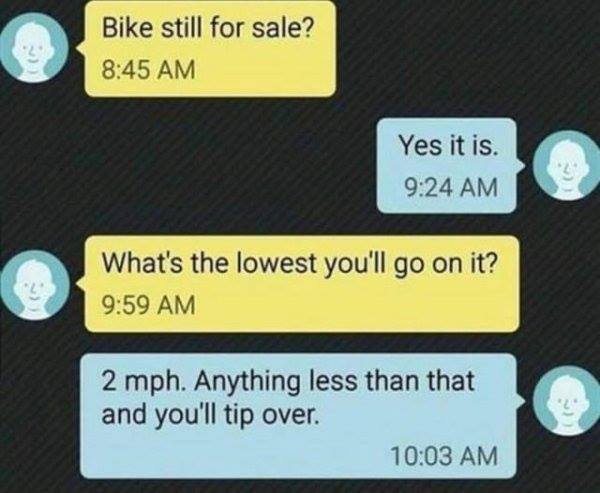 Bike still for sale?
8:45 AM
Yes it is.
9:24 AM
What's the lowest you'll go on it?
9:59 AM
2 mph. Anything less than that
and you'll tip over.
10:03 AM